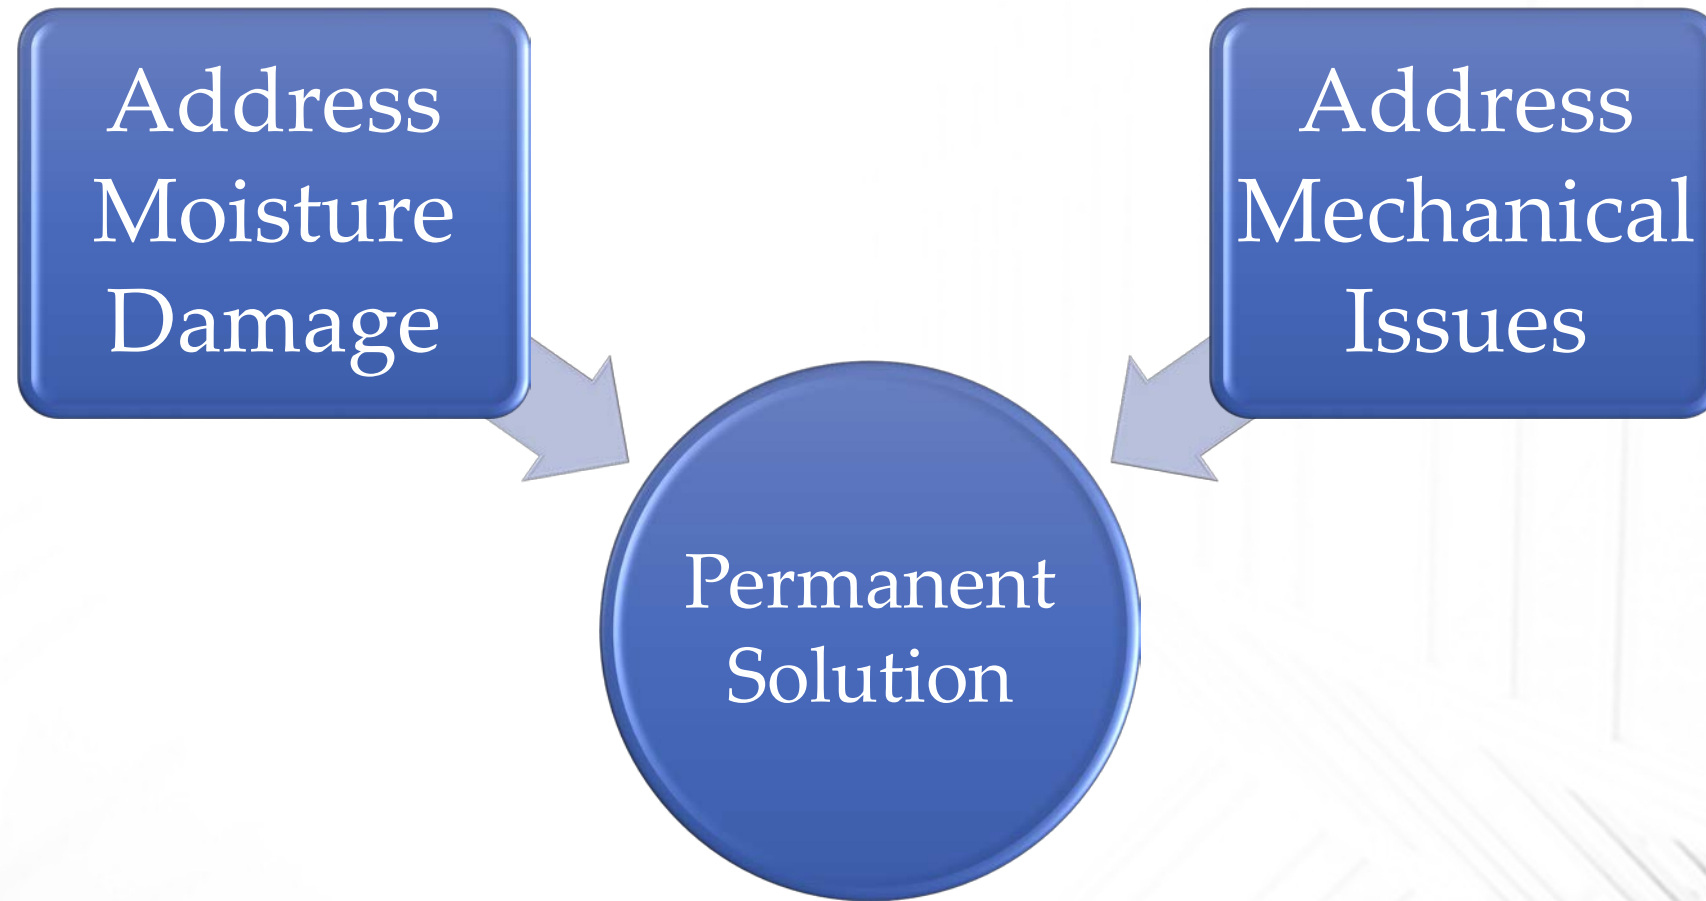 Address
Moisture
Damage
Address
Mechanical
Issues
Permanent
Solution